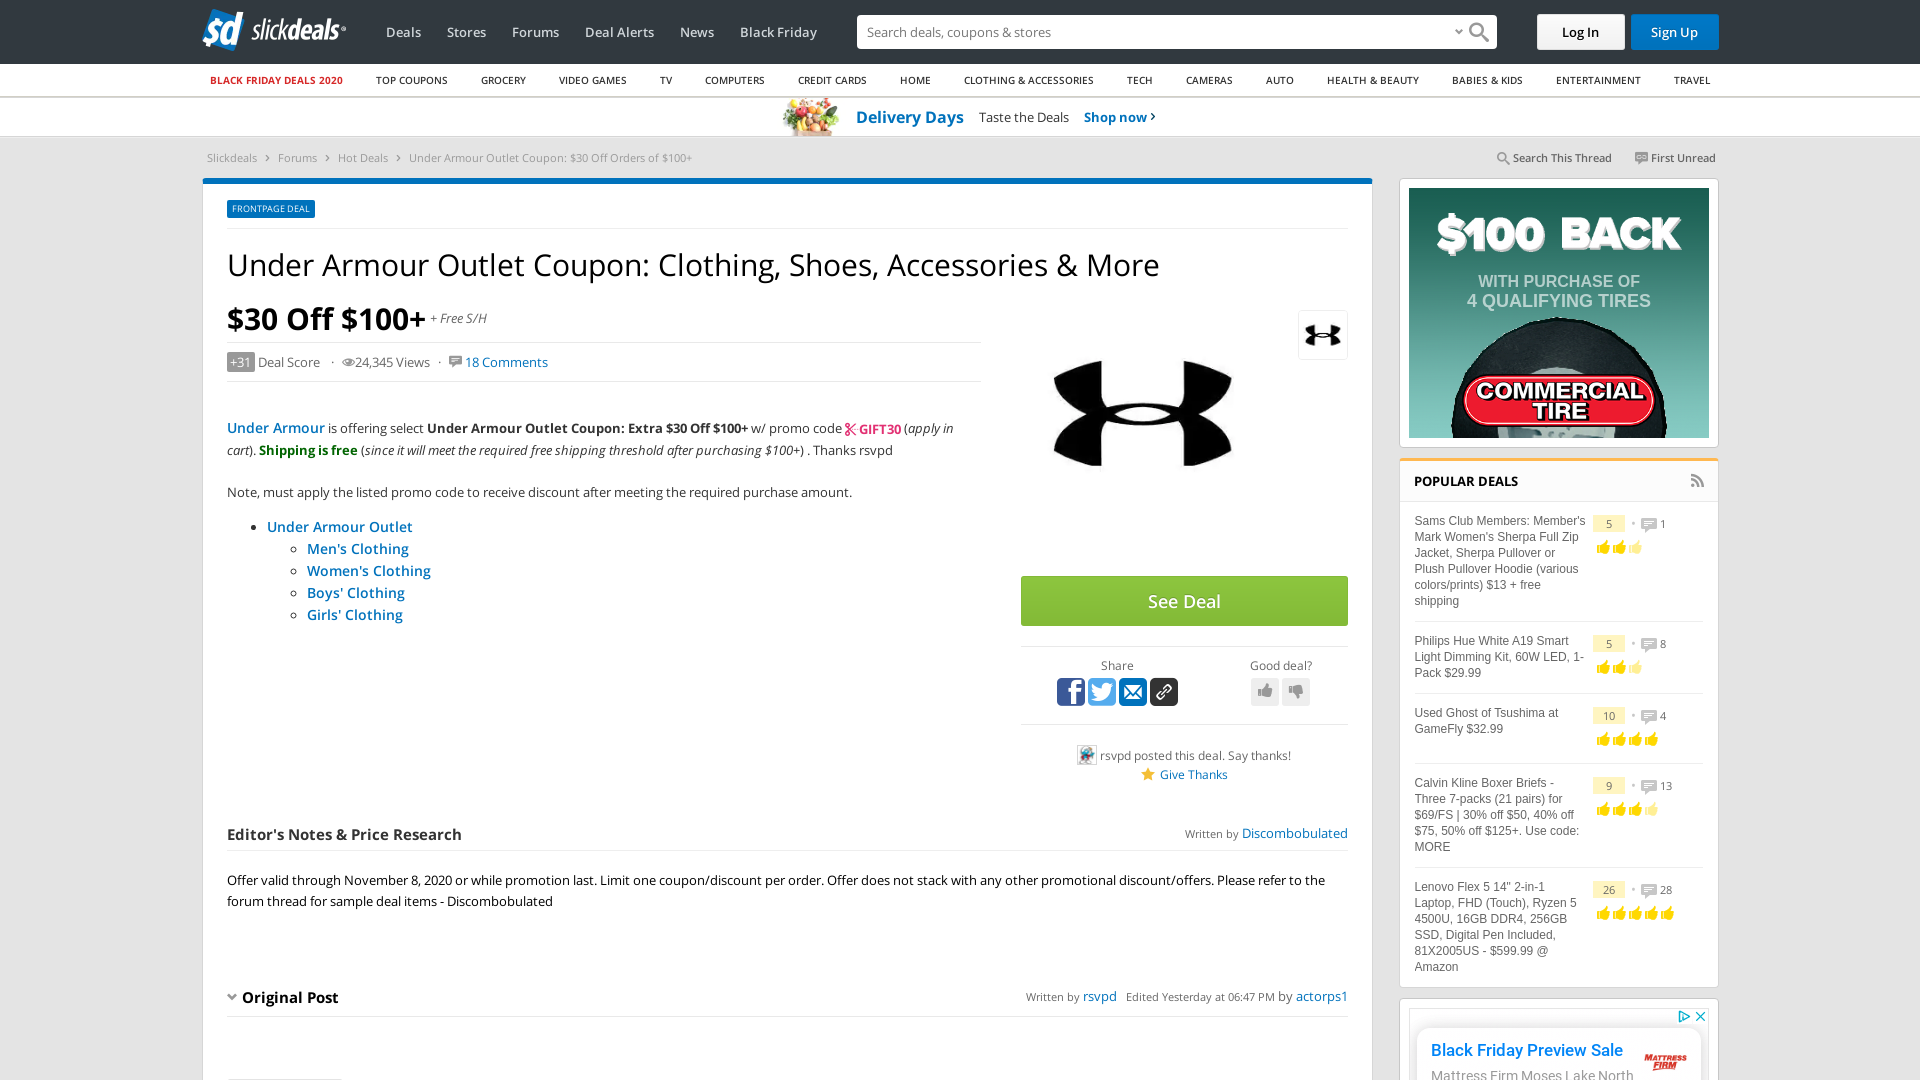 slickdeals
Deals
Stores
Forums
Deal Alerts
News
Black Friday
Search deals, coupons & stores
Log In
Sign Up
BLACK FRIDAY DEALS 2020
TOP COUPONS
GROCERY
VIDEO GAMES
TV
COMPUTERS
CREDIT CARDS
HOME
CLOTHING & ACCESSORIES
TECH
CAMERAS
AUTO
HEALTH & BEAUTY
BABIES & KIDS
ENTERTAINMENT
TRAVEL
Delivery Days Taste the Deals Shop now
Slickdeals > Forums > Hot Deals > Under Armour Outlet Coupon: $30 Off Orders of $100+
Search This Thread
First Unread
FRONTPAGE DEAL
Under Armour Outlet Coupon: Clothing, Shoes, Accessories & More
$30 Off $100+ + Free S/H
+31 Deal Score · 24,345 Views · 18 Comments
Under Armour is offering select Under Armour Outlet Coupon: Extra $30 Off $100+ w/ promo code GIFT30 (apply in
cart). Shipping is free (since it will meet the required free shipping threshold after purchasing $100+) . Thanks rsvpd
Note, must apply the listed promo code to receive discount after meeting the required purchase amount.
Under Armour Outlet
Men's Clothing
Women's Clothing
Boys' Clothing
Girls' Clothing
See Deal
Share
Good deal?
rsvpd posted this deal. Say thanks!
Give Thanks
Editor's Notes & Price Research
Written by Discombobulated
Offer valid through November 8, 2020 or while promotion last. Limit one coupon/discount per order. Offer does not stack with any other promotional discount/offers. Please refer to the
forum thread for sample deal items - Discombobulated
Original Post
Written by rsvpd Edited Yesterday at 06:47 PM by actorps1
$100 BACK
WITH PURCHASE OF
4 QUALIFYING TIRES
COMMERCIAL
TIRE
POPULAR DEALS
Sams Club Members: Member's
Mark Women's Sherpa Full Zip
Jacket, Sherpa Pullover or
Plush Pullover Hoodie (various
colors/prints) $13 + free
shipping
5 • 1
Philips Hue White A19 Smart
Light Dimming Kit, 60W LED, 1-
Pack $29.99
5 • 8
Used Ghost of Tsushima at
GameFly $32.99
10 • 4
Calvin Kline Boxer Briefs -
Three 7-packs (21 pairs) for
$69/FS | 30% off $50, 40% off
$75, 50% off $125+. Use code:
MORE
9 • 13
Lenovo Flex 5 14" 2-in-1
Laptop, FHD (Touch), Ryzen 5
4500U, 16GB DDR4, 256GB
SSD, Digital Pen Included,
81X2005US - $599.99 @
Amazon
26 • 28
Black Friday Preview Sale
MATTRESS
FIRM
Mattress Firm Moses Lake North